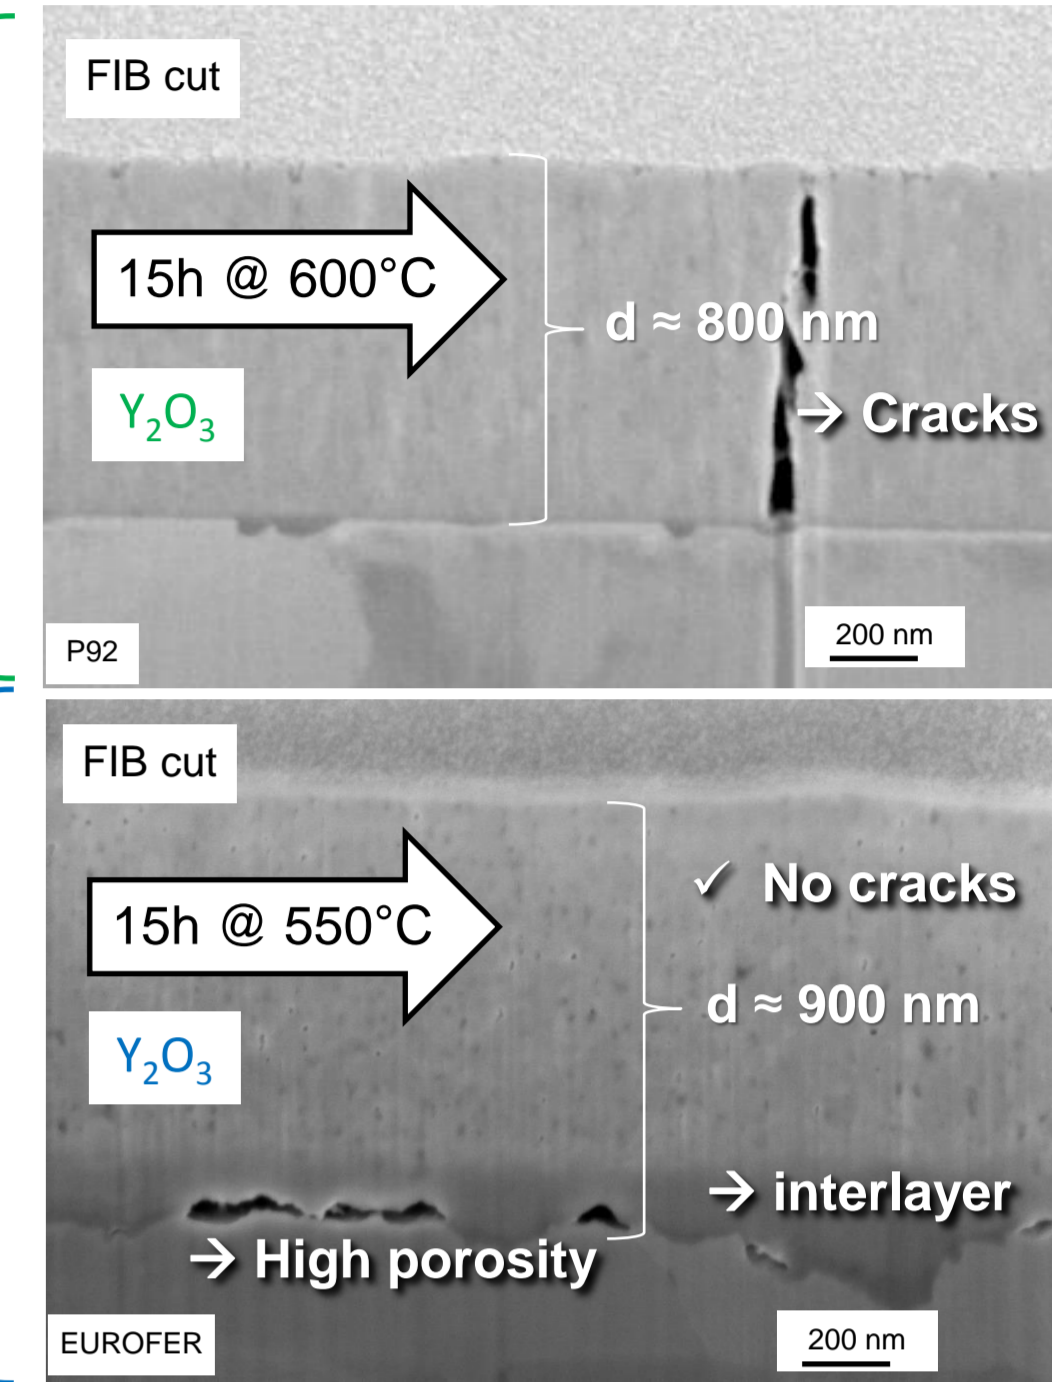 FIB cut
15h @ 600°C
d ≈ 800 nm
Y₂O₃
→ Cracks
200 nm
P92
FIB cut
✓ No cracks
15h @ 550°C
d ≈ 900 nm
Y₂O₃
→ interlayer
→ High porosity
200 nm
EUROFER